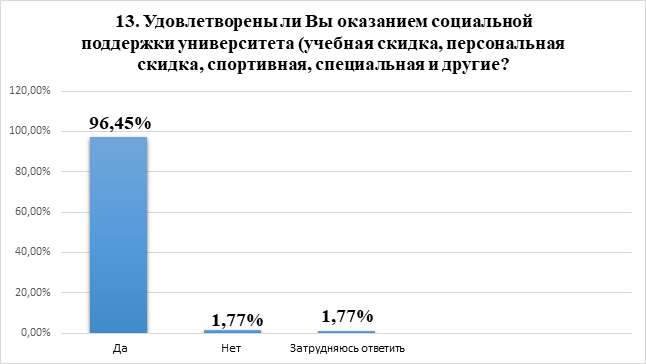 13. Удовлетворены ли Вы оказанием социальной
поддержки университета (учебная скидка, персональная
скидка, спортивная, специальная и другие?
120,00%
100,00%
80,00%
60,00%
40,00%
20,00%
0,00%
96,45%
1,77%
1,77%
Да
Нет
Затрудняюсь ответить